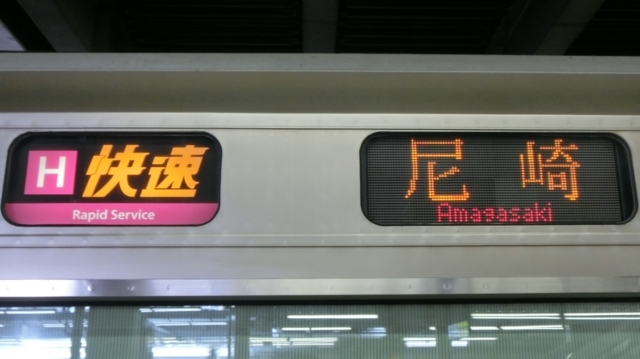 H 快速
Rapid Service
尼崎
Amagasaki